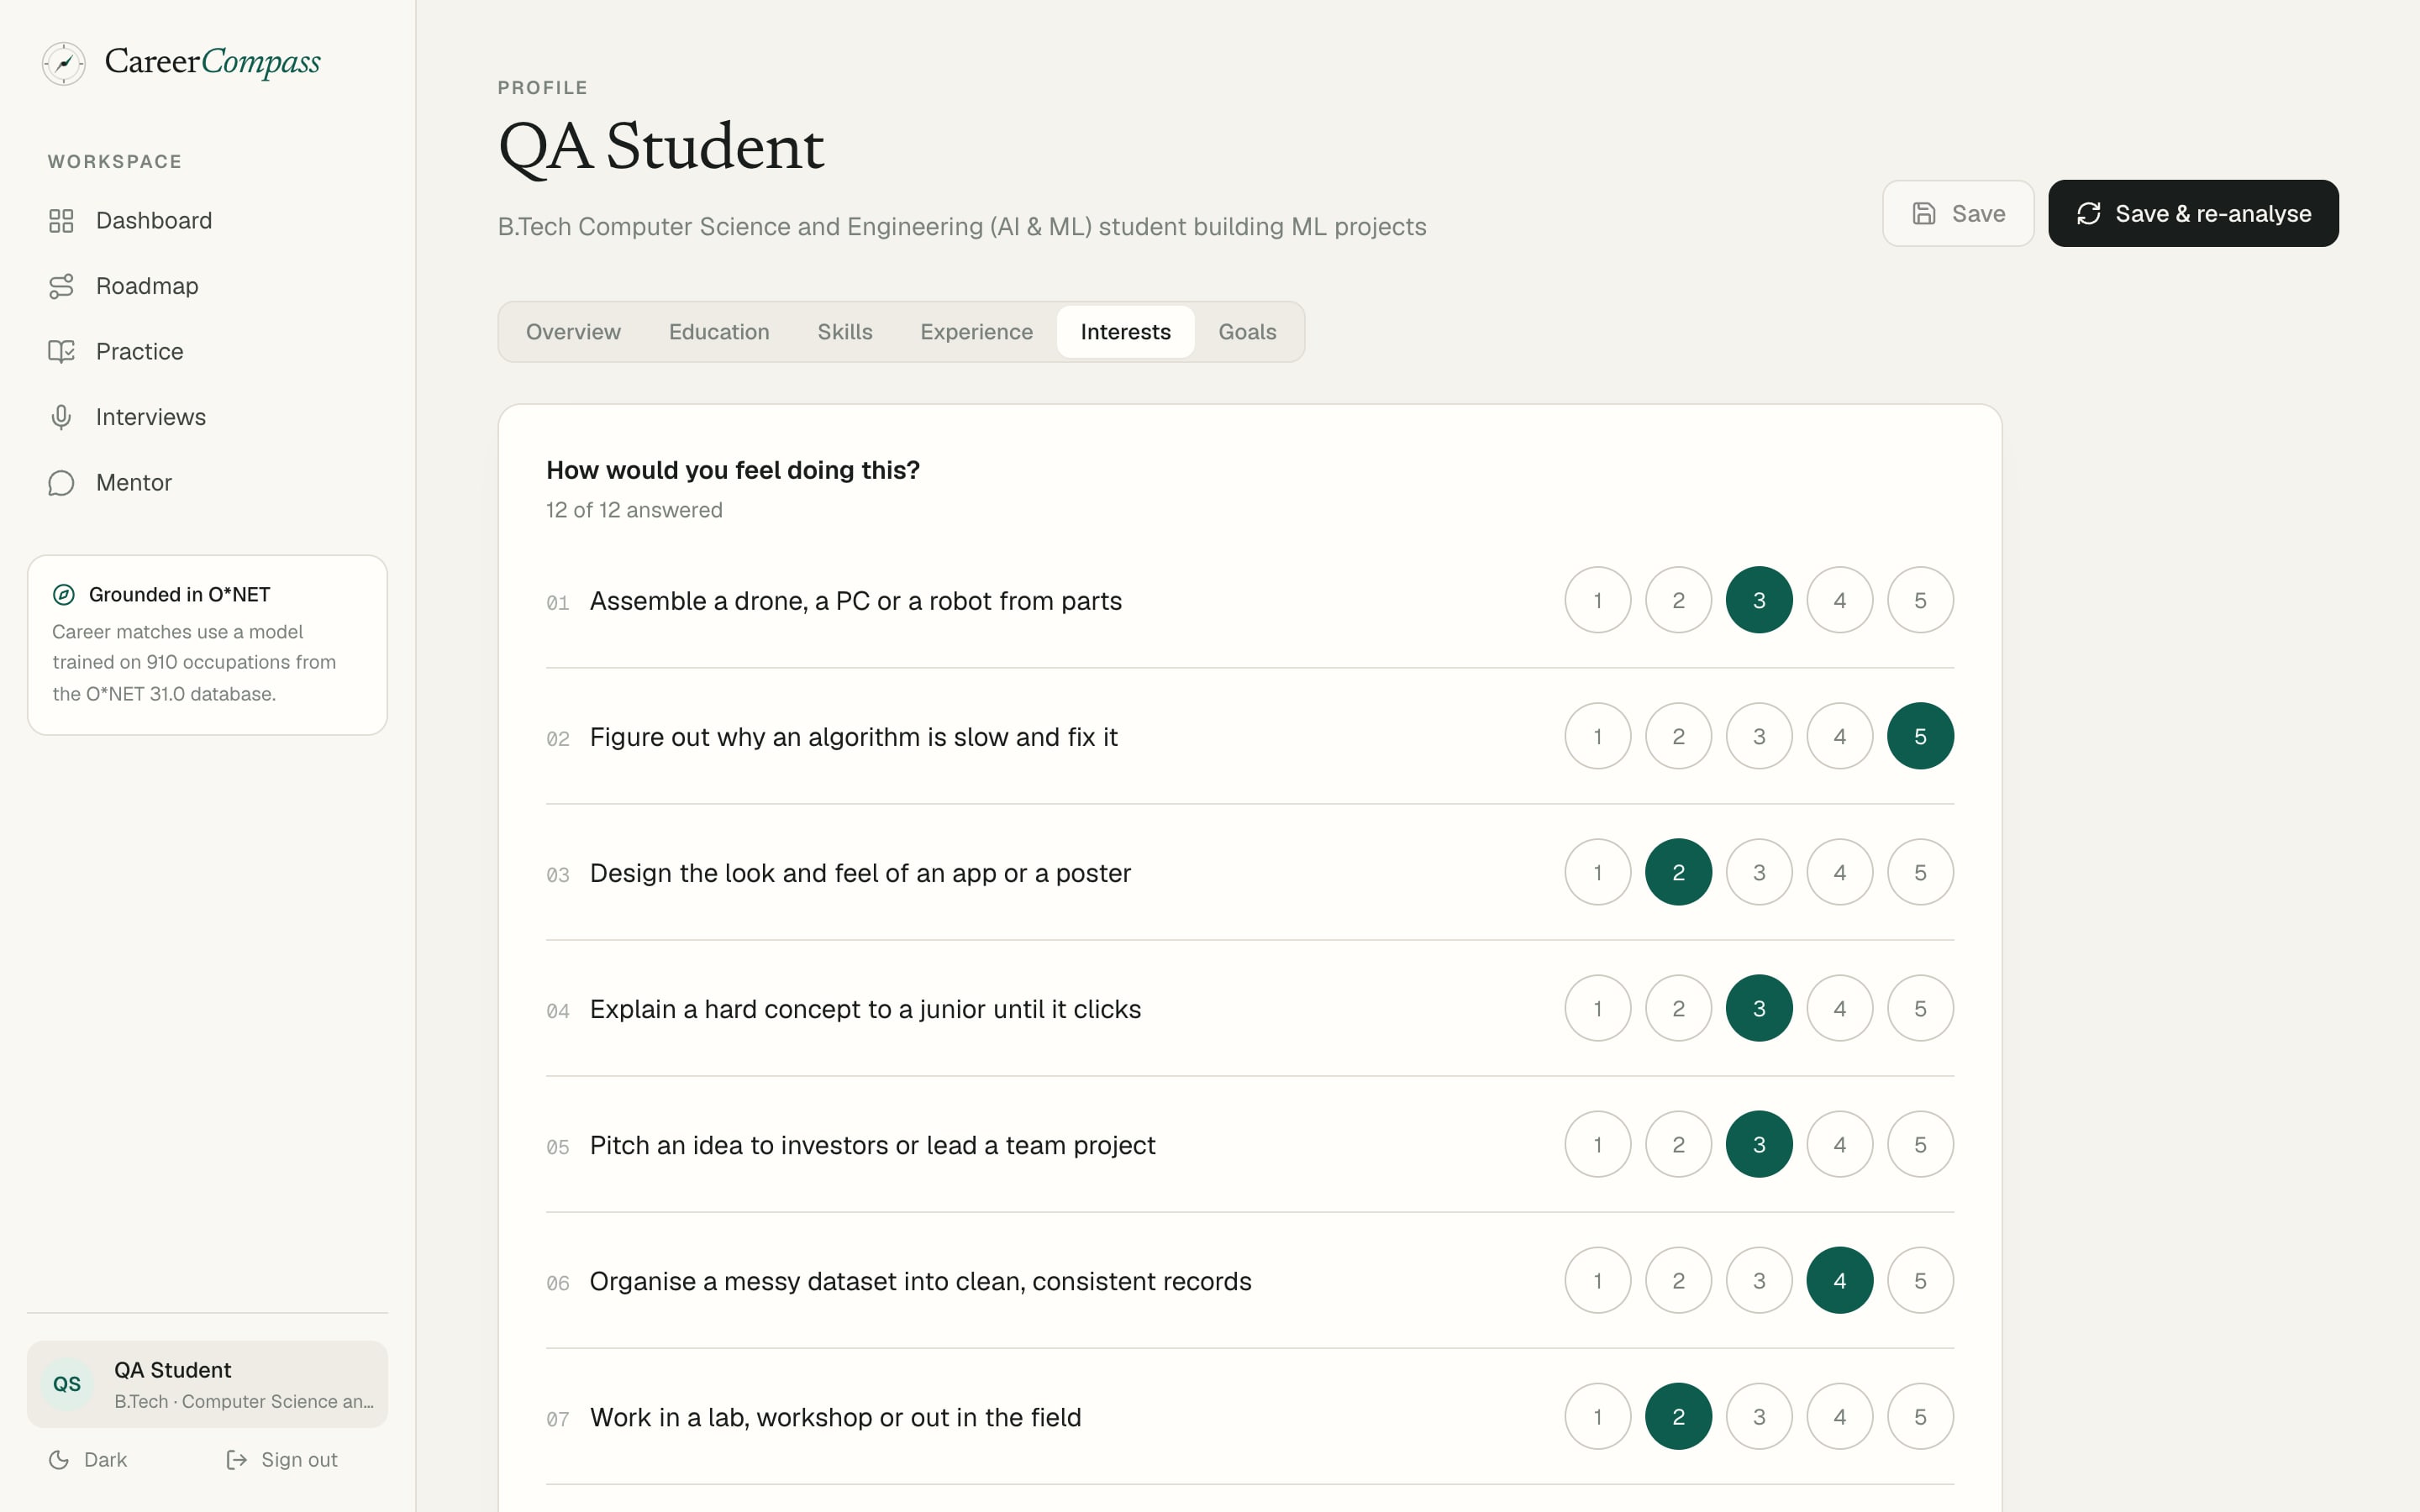 CareerCompass
WORKSPACE
Dashboard
Roadmap
Practice
Interviews
Mentor
Grounded in O*NET
Career matches use a model
trained on 910 occupations from
the O*NET 31.0 database.
QS
QA Student
B.Tech · Computer Science an...
Dark
Sign out
PROFILE
QA Student
B.Tech Computer Science and Engineering (AI & ML) student building ML projects
Save
Save & re-analyse
Overview Education Skills Experience Interests Goals
How would you feel doing this?
12 of 12 answered
01 Assemble a drone, a PC or a robot from parts 1 2 3 4 5
02 Figure out why an algorithm is slow and fix it 1 2 3 4 5
03 Design the look and feel of an app or a poster 1 2 3 4 5
04 Explain a hard concept to a junior until it clicks 1 2 3 4 5
05 Pitch an idea to investors or lead a team project 1 2 3 4 5
06 Organise a messy dataset into clean, consistent records 1 2 3 4 5
07 Work in a lab, workshop or out in the field 1 2 3 4 5